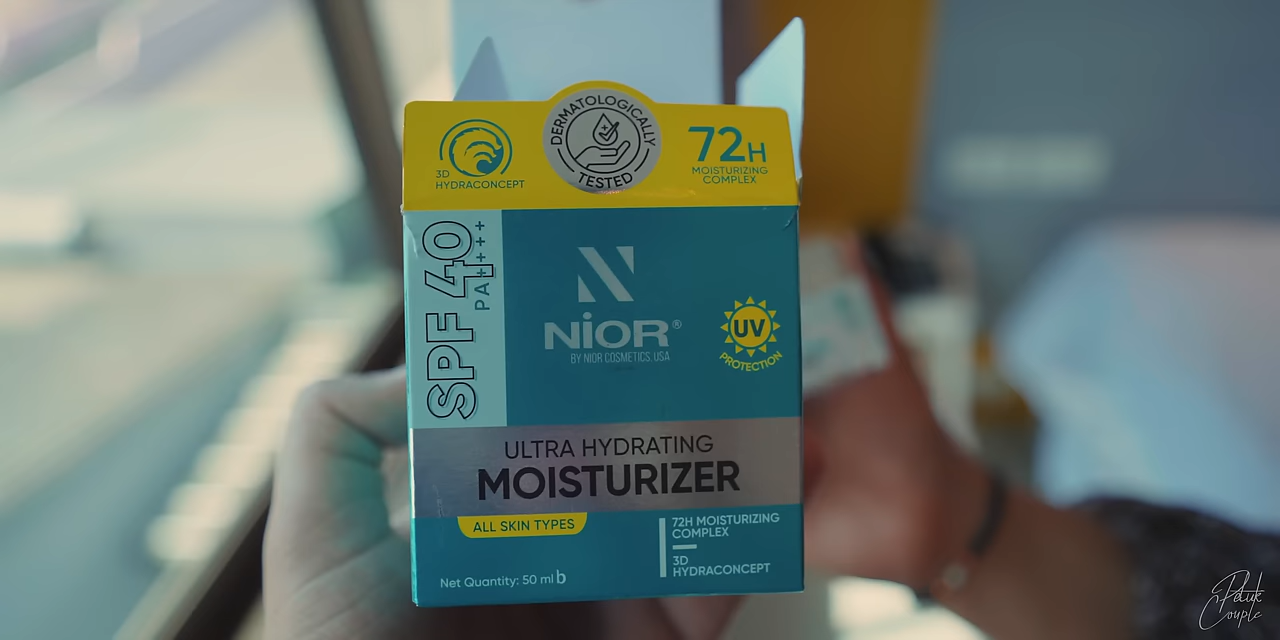 DERMATOLOGICALLY
TESTED
3D
HYDRACONCEPT
72H
MOISTURIZING
COMPLEX
SPF 40
PA++++
NiOR®
BY NIOR COSMETICS, USA
UV
PROTECTION
ULTRA HYDRATING
MOISTURIZER
ALL SKIN TYPES
72H MOISTURIZING
COMPLEX
3D
HYDRACONCEPT
Net Quantity: 50 ml b
Couple